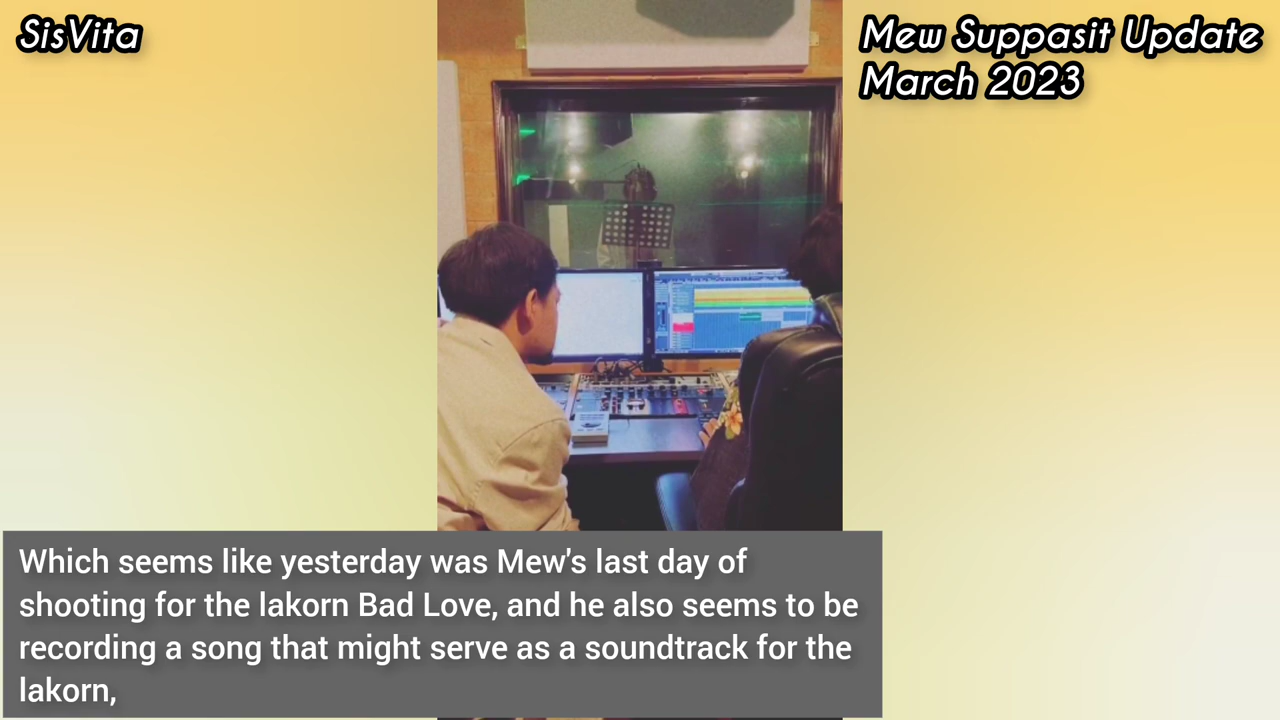 SisVita
Mew Suppasit Update
March 2023
Which seems like yesterday was Mew's last day of
shooting for the lakorn Bad Love, and he also seems to be
recording a song that might serve as a soundtrack for the
lakorn,